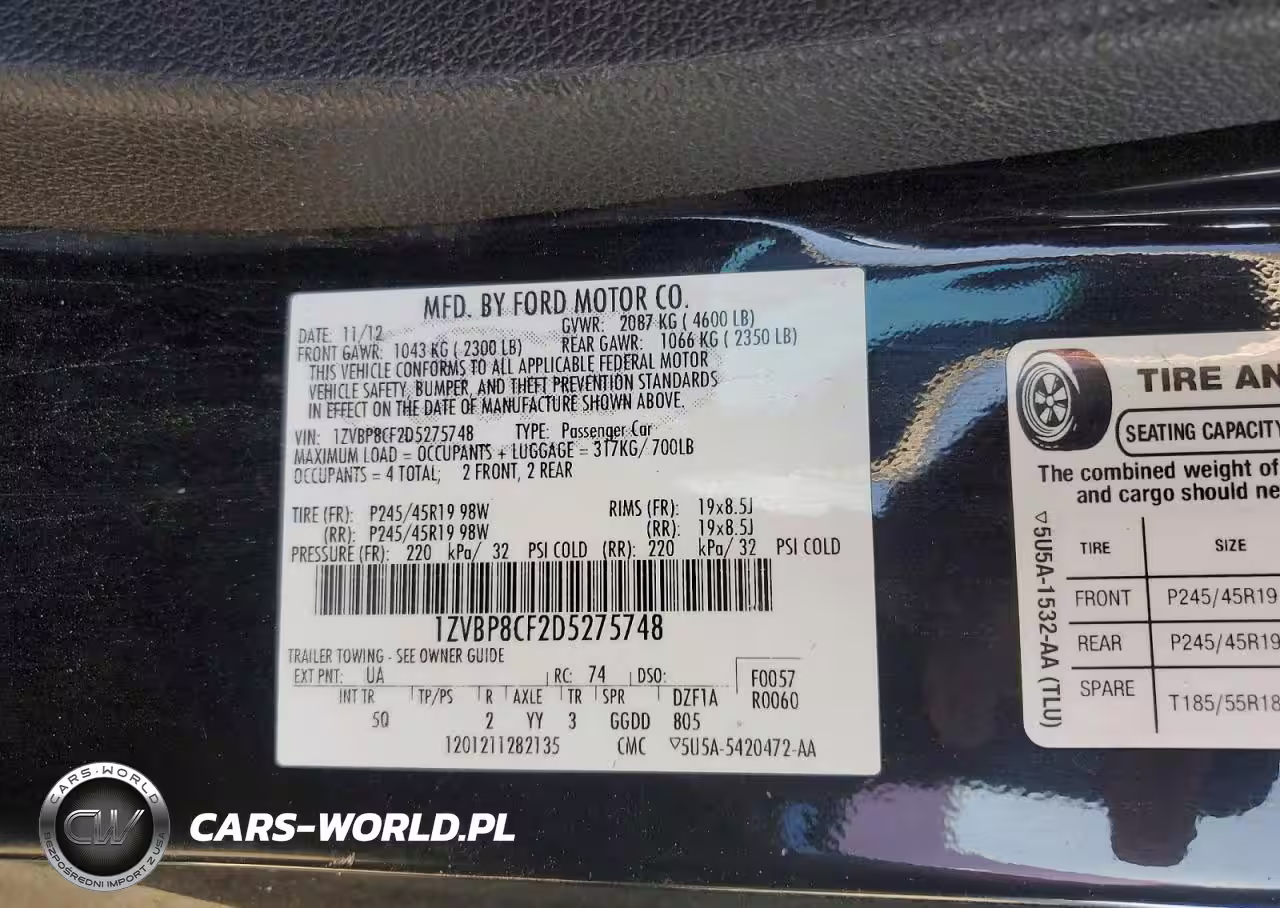 MFD. BY FORD MOTOR CO.
DATE: 11/12 GVWR: 2087 KG ( 4600 LB)
FRONT GAWR: 1043 KG ( 2300 LB) REAR GAWR: 1066 KG ( 2350 LB)
THIS VEHICLE CONFORMS TO ALL APPLICABLE FEDERAL MOTOR
VEHICLE SAFETY, BUMPER, AND THEFT PREVENTION STANDARDS
IN EFFECT ON THE DATE OF MANUFACTURE SHOWN ABOVE.
VIN: 1ZVBP8CF2D5275748 TYPE: Passenger Car
MAXIMUM LOAD = OCCUPANTS + LUGGAGE = 317KG/ 700LB
OCCUPANTS = 4 TOTAL; 2 FRONT, 2 REAR
TIRE (FR): P245/45R19 98W RIMS (FR): 19x8.5J
(RR): P245/45R19 98W (RR): 19x8.5J
PRESSURE (FR): 220 kPa/ 32 PSI COLD (RR): 220 kPa/ 32 PSI COLD
1ZVBP8CF2D5275748
TRAILER TOWING - SEE OWNER GUIDE
EXT PNT: UA RC: 74 DSO: F0057
INT TR TP/PS R AXLE TR SPR DZF1A R0060
5Q 2 YY 3 GGDD 805
1201211282135 CMC ▽5U5A-5420472-AA
TIRE AN
SEATING CAPACITY
The combined weight of
and cargo should ne
TIRE SIZE
FRONT P245/45R19
REAR P245/45R19
SPARE T185/55R18
▽5U5A-1532-AA (TLU)
CARS-WORLD
CW
BEZPOŚREDNI IMPORT Z USA
CARS-WORLD.PL